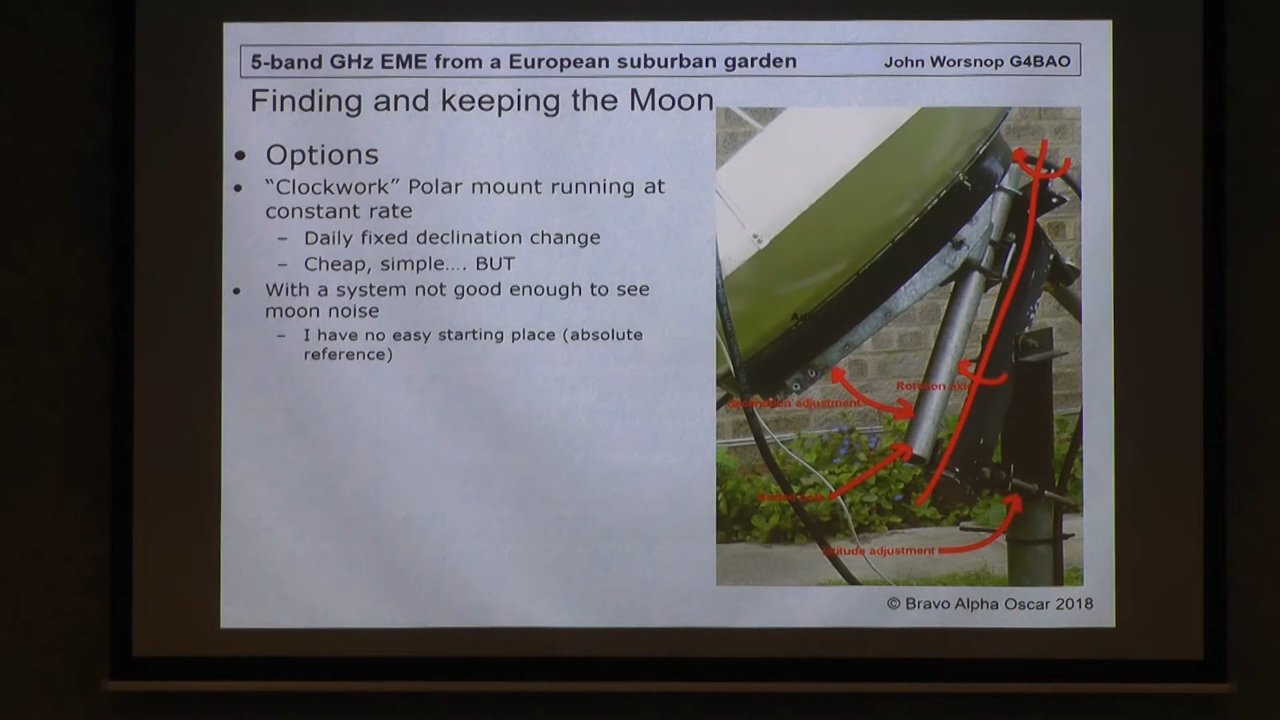 5-band GHz EME from a European suburban garden John Worsnop G4BAO
Finding and keeping the Moon
• Options
• “Clockwork” Polar mount running at
constant rate
– Daily fixed declination change
– Cheap, simple.... BUT
• With a system not good enough to see
moon noise
– I have no easy starting place (absolute
reference)
Rotation axis
declination adjustment
adjustment
© Bravo Alpha Oscar 2018